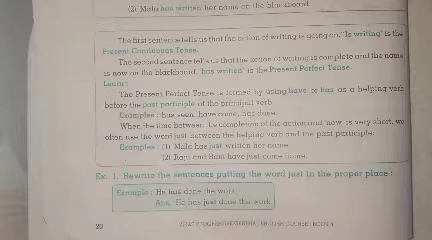 (2) Mala has written her name on the blackboard.
The first sentence tells us that the action of writing is going on. 'Is writing' is the
Present Continuous Tense.
The second sentence tells us that the action of writing is complete and the name
is now on the blackboard. 'has written' is the Present Perfect Tense.
Learn :
The Present Perfect Tense is formed by using have or has as a helping verb
before the past participle of the principal verb.
Examples : has seen, have come, has done.
When the time between the completion of the action and 'now' is very short, we
often use the word just between the helping verb and the past participle.
Examples : (1) Mala has just written her name.
(2) Ram have just come home.
Ex. 1. Rewrite the sentences putting the word just in the proper place :
Example : He has done the work.
Ans. He has just done the work.
20
GENERAL ENGLISH COURSE